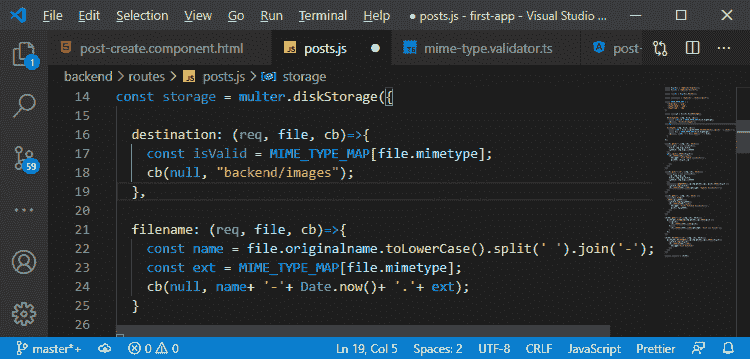 File Edit Selection View Go Run Terminal Help ● posts.js - first-app - Visual Studio ...
post-create.component.html JS posts.js ● TS mime-type.validator.ts post-
backend > routes > JS posts.js > storage
14 const storage = multer.diskStorage({
15
16 destination: (req, file, cb)=>{
17 const isValid = MIME_TYPE_MAP[file.mimetype];
18 cb(null, "backend/images");
19 },
20
21 filename: (req, file, cb)=>{
22 const name = file.originalname.toLowerCase().split(' ').join('-');
23 const ext = MIME_TYPE_MAP[file.mimetype];
24 cb(null, name+ '-'+ Date.now()+ '.'+ ext);
25 }
26
1
59
master*+ 0 0 Ln 19, Col 5 Spaces: 2 UTF-8 CRLF JavaScript Prettier